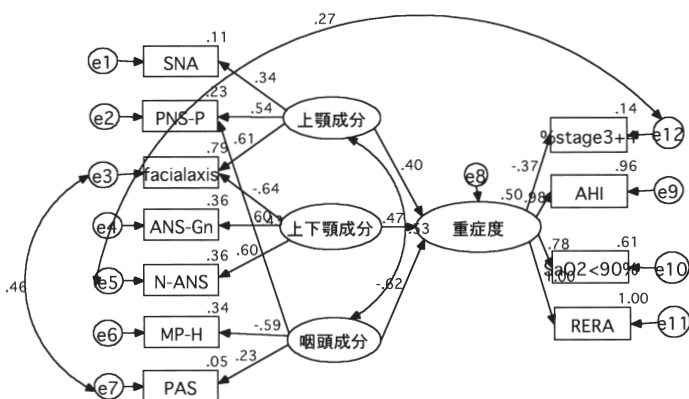 .27
.11
e1
SNA
.34
.23
e2
PNS-P
.54
上顎成分
.14
%stage3+4
e12
.61
.79
e3
facialaxis
.40
-.37
.96
e8
.50
.98
AHI
e9
-.64
.36
e4
ANS-Gn
.60
上下顎成分
.47
重症度
.53
.36
.60
.78
.61
e5
N-ANS
SaO2<90%
e10
1.00
.46
-.62
.34
1.00
e6
MP-H
-.59
咽頭成分
RERA
e11
.05
.23
e7
PAS